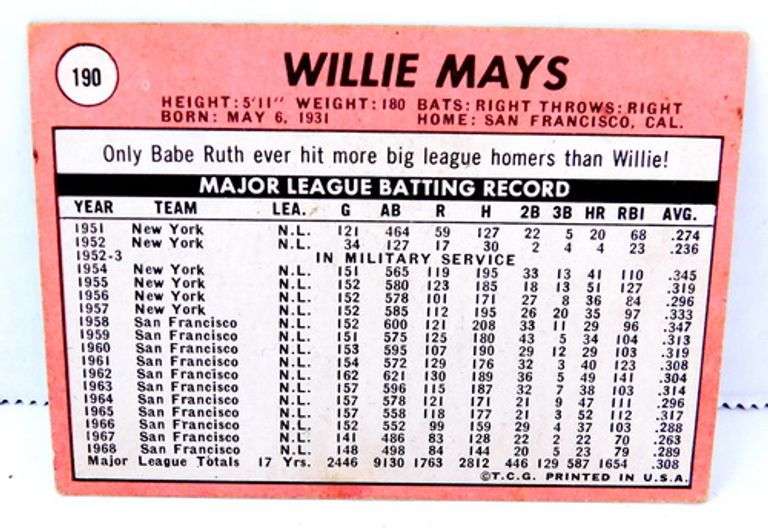 190
WILLIE MAYS
HEIGHT: 5'11" WEIGHT: 180 BATS: RIGHT THROWS: RIGHT
BORN: MAY 6, 1931 HOME: SAN FRANCISCO, CAL.
Only Babe Ruth ever hit more big league homers than Willie!
MAJOR LEAGUE BATTING RECORD
YEAR TEAM LEA. G AB R H 2B 3B HR RBI AVG.
1951 New York N.L. 121 464 59 127 22 5 20 68 .274
1952 New York N.L. 34 127 17 30 2 4 4 23 .236
1952-3 IN MILITARY SERVICE
1954 New York N.L. 151 565 119 195 33 13 41 110 .345
1955 New York N.L. 152 580 123 185 18 13 51 127 .319
1956 New York N.L. 152 578 101 171 27 8 36 84 .296
1957 New York N.L. 152 585 112 195 26 20 35 97 .333
1958 San Francisco N.L. 152 600 121 208 33 11 29 96 .347
1959 San Francisco N.L. 151 575 125 180 43 5 34 104 .313
1960 San Francisco N.L. 153 595 107 190 29 12 29 103 .319
1961 San Francisco N.L. 154 572 129 176 32 3 40 123 .308
1962 San Francisco N.L. 162 621 130 189 36 5 49 141 .304
1963 San Francisco N.L. 157 596 115 187 32 7 38 103 .314
1964 San Francisco N.L. 157 578 121 171 21 9 47 111 .296
1965 San Francisco N.L. 157 558 118 177 21 3 52 112 .317
1966 San Francisco N.L. 152 552 99 159 29 4 37 103 .288
1967 San Francisco N.L. 141 486 83 128 22 2 22 70 .263
1968 San Francisco N.L. 148 498 84 144 20 5 23 79 .289
Major League Totals 17 Yrs. 2446 9130 1763 2812 446 129 587 1654 .308
©T.C.G. PRINTED IN U.S.A.